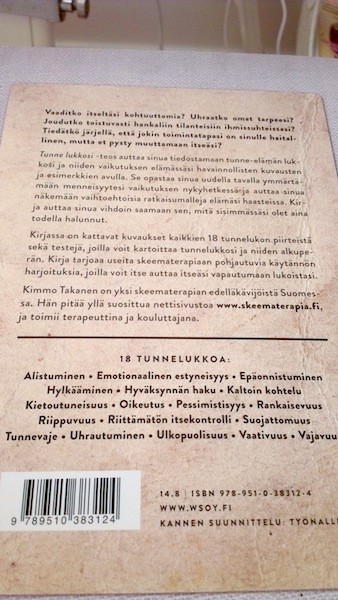 Vaaditko itseltäsi kohtuuttomia? Uhraatko omat tarpeesi?
Joudutko toistuvasti hankaliin tilanteisiin ihmissuhteissasi?
Tiedätkö järjellä, että jokin toimintatapasi on sinulle haital-
linen, mutta et pysty muuttamaan itseäsi?
Tunne lukkosi -teos auttaa sinua tiedostamaan tunne-elämän luk-
koši ja niiden vaikutuksen elämässäsi havainnollisten kuvausten
ja esimerkkien avulla. Se opastaa sinua uudella tavalla ymmärtä-
mään menneisyytesi vaikutuksen nykyhetkessä ja auttaa sinua
näkemään vaihtoehtoisia ratkaisumalleja elämäsi haasteissa. Kir-
ja auttaa sinua vihdoin saamaan sen, mitä sisimmässäsi olet aina
todella halunnut.
Kirjassa on kattavat kuvaukset kaikkien 18 tunnelukon piirteistä
sekä testejä, joilla voit kartoittaa tunnelukkosi ja niiden alkupe-
rän. Kirja tarjoaa useita skeematerapiaan pohjautuvia käytännön
harjoituksia, joilla voit itse auttaa itseäsi vapautumaan lukoistasi.
Kimmo Takanen on yksi skeematerapian edelläkävijöistä Suomes-
sa. Hän pitää yllä suosittua nettisivustoa www.skeematerapia.fi,
ja toimii terapeuttina ja kouluttajana.
18 TUNNELUKKOA:
Alistuminen • Emotionaalinen estyneisyys • Epäonnistuminen
Hylkääminen • Hyväksynnän haku • Kaltoin kohtelu
Kietoutuneisuus • Oikeutus • Pessimistisyys • Rankaisevuus
Riippuvuus • Riittämätön itsekontrolli • Suojattomuus
Tunnevaje • Uhrautuminen • Ulkopuolisuus • Vaativuus • Vajavuu
14.8 | ISBN 978-951-0-38312-4
WWW.WSOY.FI
KANNEN SUUNNITTELU: TYÖNALL
9 789510 383124